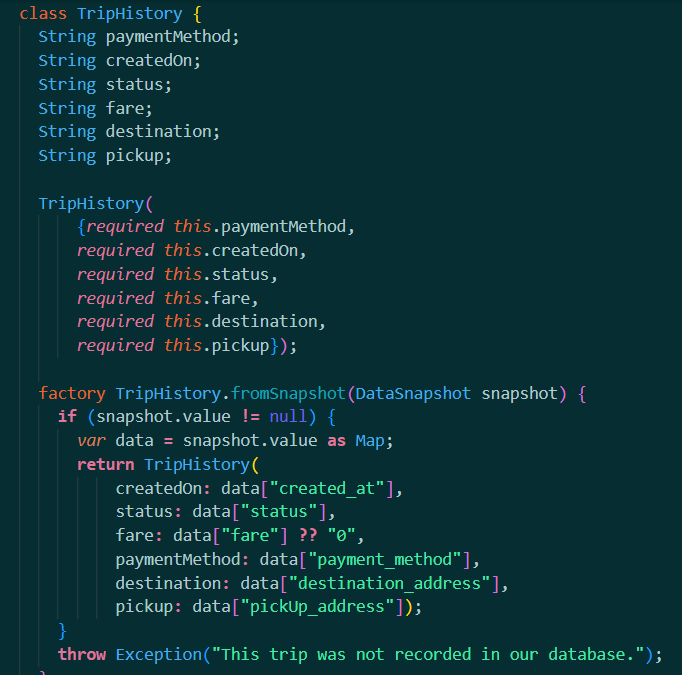 class TripHistory {
String paymentMethod;
String createdOn;
String status;
String fare;
String destination;
String pickup;
TripHistory(
{required this.paymentMethod,
required this.createdOn,
required this.status,
required this.fare,
required this.destination,
required this.pickup});
factory TripHistory.fromSnapshot(DataSnapshot snapshot) {
if (snapshot.value != null) {
var data = snapshot.value as Map;
return TripHistory(
createdOn: data["created_at"],
status: data["status"],
fare: data["fare"] ?? "0",
paymentMethod: data["payment_method"],
destination: data["destination_address"],
pickup: data["pickUp_address"]);
}
throw Exception("This trip was not recorded in our database.");
}